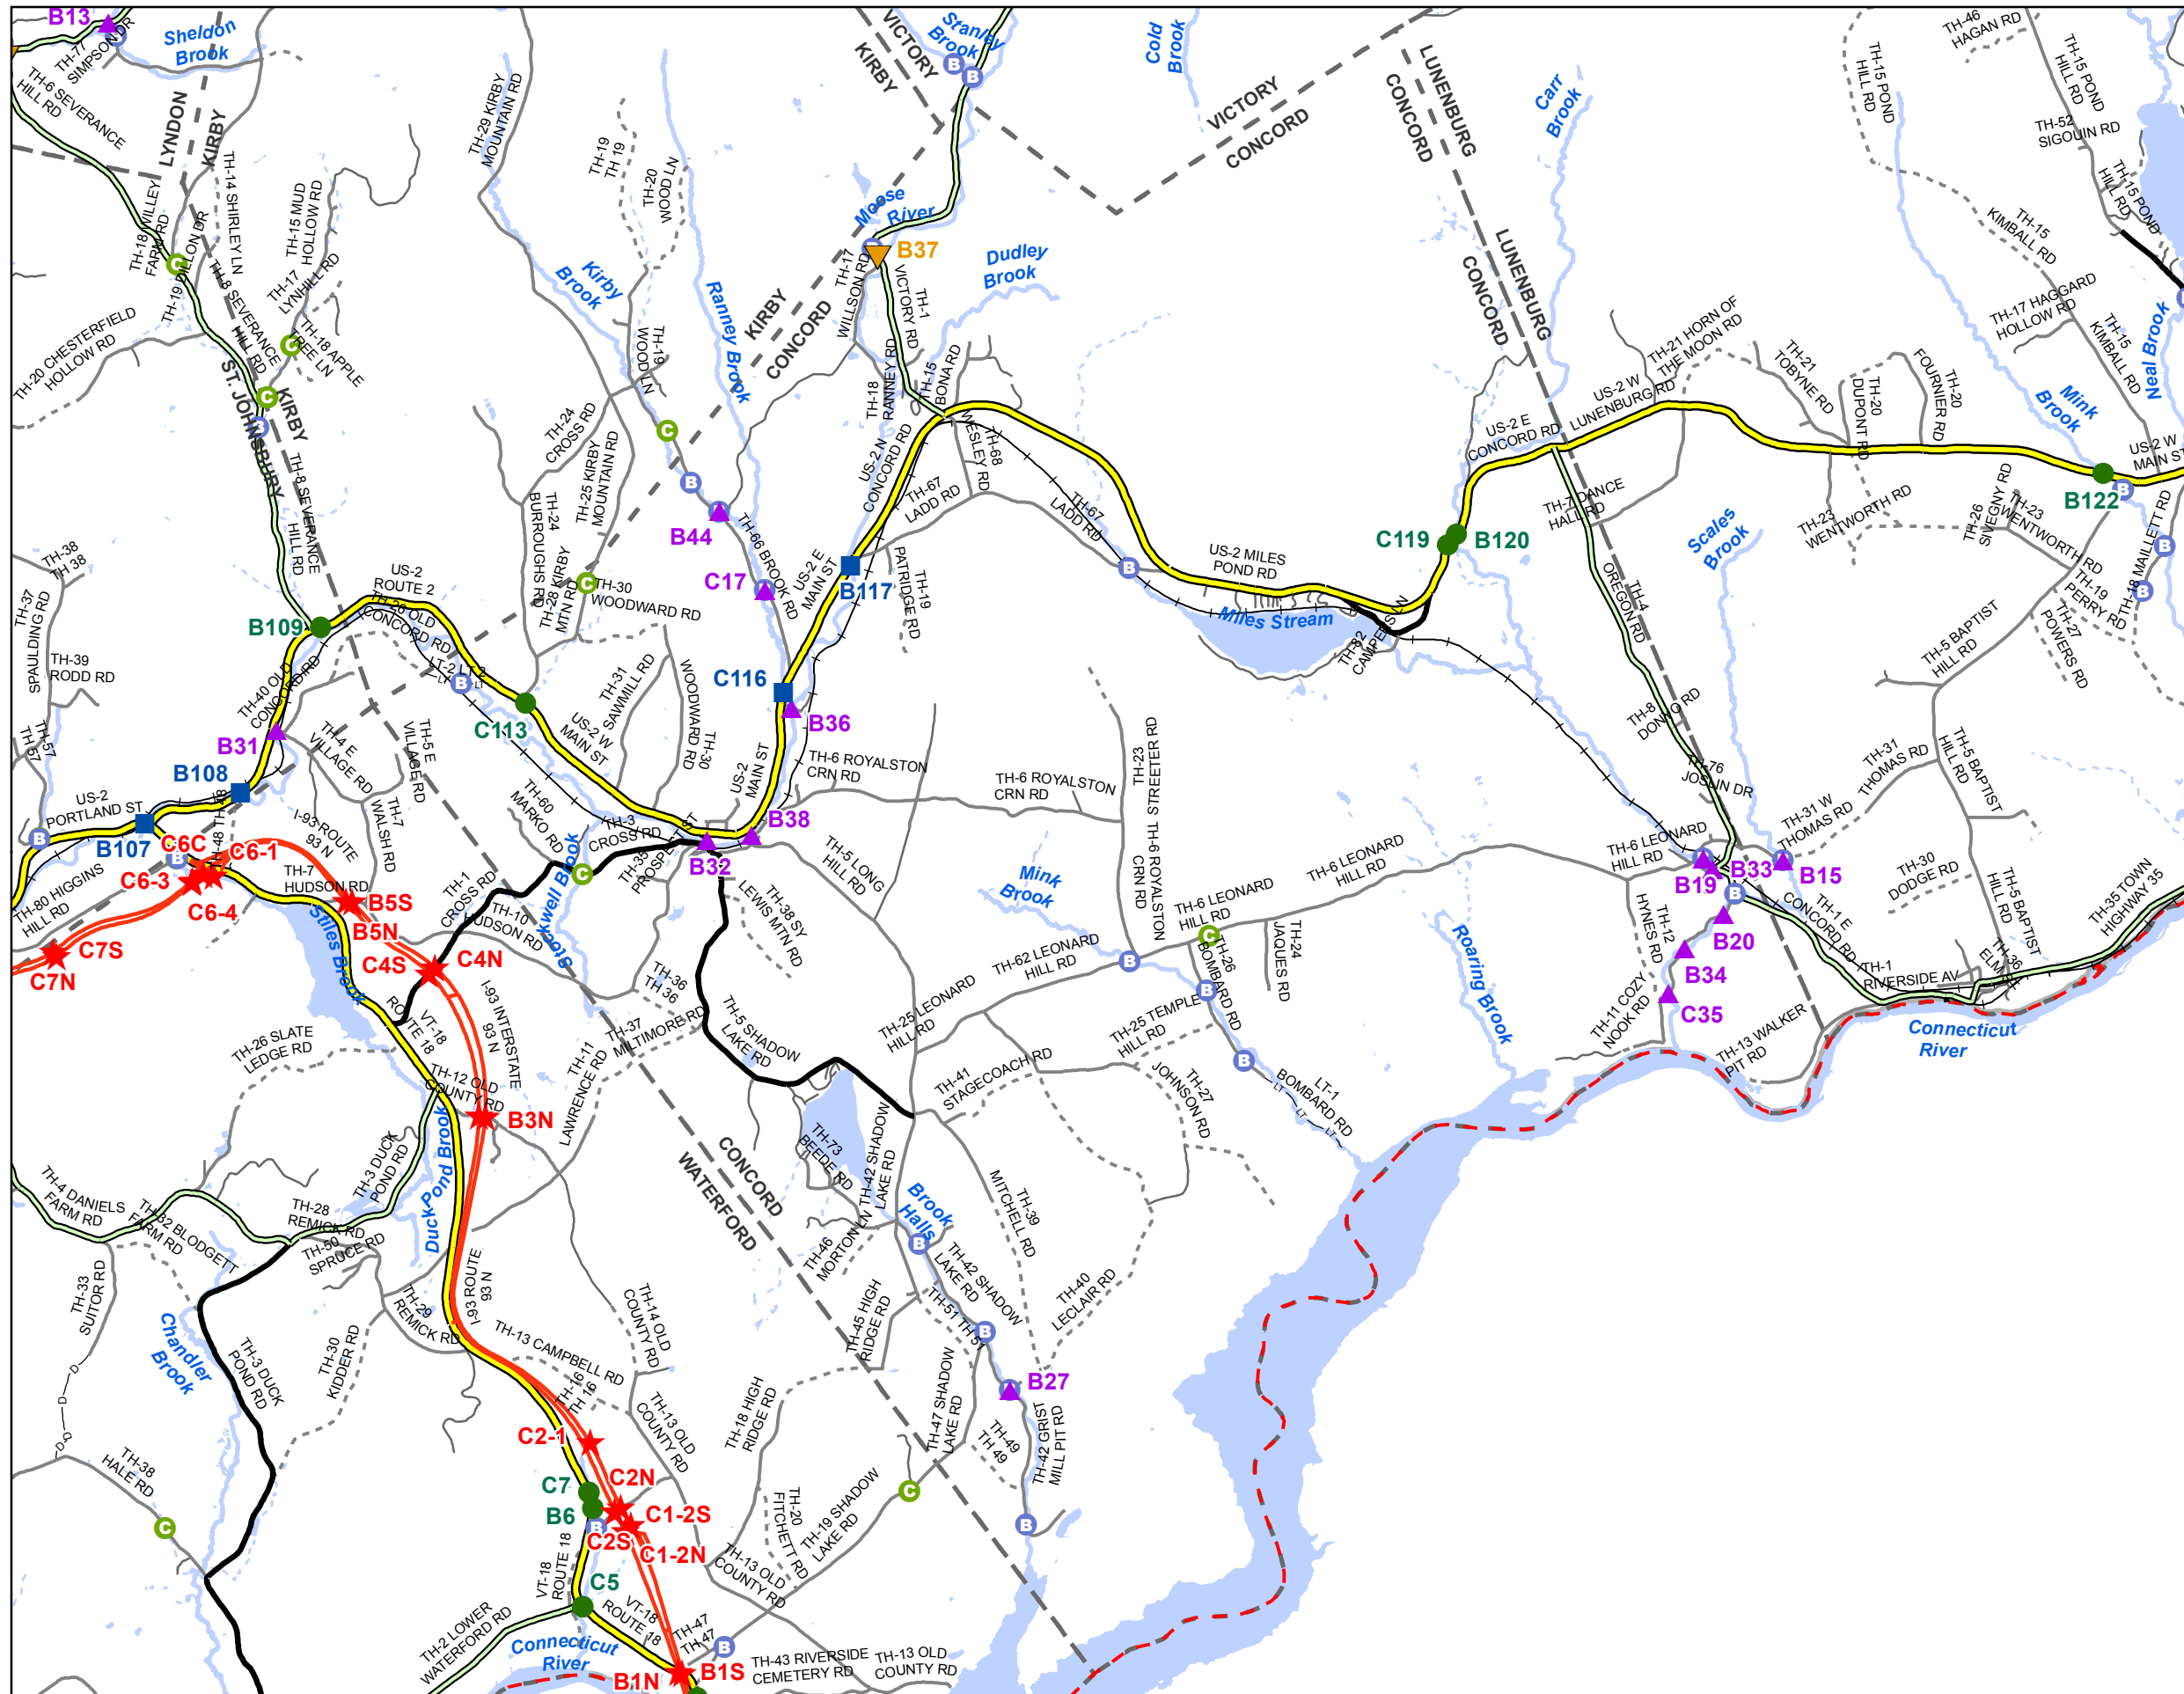 B13
TH-77
SIMPSON DR
Sheldon
Brook
TH-6 SEVERANCE
HILL RD
LYNDON
KIRBY
TH-18 WILLEY
FARM RD
TH-19 DILLON DR
TH-14 SHIRLEY LN
TH-15 MUD
HOLLOW RD
TH-17
LYNHILL RD
TH-8 SEVERANCE
HILL RD
TH-18 APPLE
TREE LN
TH-20 CHESTERFIELD
HOLLOW RD
ST. JOHNSBURY
KIRBY
TH-8 SEVERANCE
HILL RD
TH-29 KIRBY
MOUNTAIN RD
TH-19
TH 19
TH-20
WOOD LN
Kirby
Brook
Ranney Brook
TH-19
WOOD LN
KIRBY
CONCORD
VICTORY
KIRBY
Stanley
Brook
Cold
Brook
VICTORY
CONCORD
LUNENBURG
CONCORD
Carr
Brook
Moose
River
B37
TH-17
WILLSON RD
TH-1
VICTORY RD
Dudley
Brook
TH-18
RANNEY RD
TH-15
BONARD
LUNENBURG
CONCORD
TH-46
HAGAN RD
TH-15 POND
HILL RD
TH-15 POND
HILL RD
TH-52
SIGOUIN RD
TH-15 POND
HILL RD
TH-15
KIMBALL RD
TH-17 HAGGARD
HOLLOW RD
TH-15
KIMBALL RD
Neal Brook
Mink
Brook
TH-21 HORN OF
THE MOON RD
US-2 W
LUNENBURG RD
TH-21
TOBYNE RD
TH-20
DUPONT RD
TH-20
FOURNIER RD
US-2 E
CONCORD RD
US-2 W
MAIN ST
B122
TH-24
CROSS RD
TH-25 KIRBY
MOUNTAIN RD
TH-24
BURROUGHS RD
TH-28 KIRBY
MTN RD
TH-30
WOODWARD RD
B44
C17
TH-66 BROOK RD
US-2 N
CONCORD RD
TH-67
LADD RD
WESLEY RD
TH-68
TH-67
LADD RD
US-2 E
MAIN ST
B117
PATRIDGE RD
TH-19
US-2 MILES
POND RD
Miles Stream
TH-82
CAMPERS LN
C119
B120
TH-7 DANCE
HALL RD
TH-4
OREGON RD
Scales
Brook
TH-23
WENTWORTH RD
TH-26
SIVEGNY RD
TH-23
WENTWORTH RD
TH-18 MAILLETT RD
TH-19
PERRY RD
TH-27
POWERS RD
TH-5 BAPTIST
HILL RD
TH-38
TH 38
TH-37
SPAULDING RD
TH-39
RODD RD
TH-57
TH 57
B109
US-2
ROUTE 2
TH-26 OLD
CONCORD RD
LT-2 LT 2
TH-40 OLD
CONCORD RD
B31
B108
US-2
PORTLAND ST
B107
TH-48 TH 48
TH-4 E
VILLAGE RD
TH-5 E
VILLAGE RD
I-93 ROUTE
93 N
TH-7
WALSH RD
C113
US-2 W
MAIN ST
TH-31
SAWMILL RD
TH-30
WOODWARD RD
C116
B36
US-2
MAIN ST
TH-6 ROYALSTON
CRN RD
TH-6 ROYALSTON
CRN RD
TH-23
STREETER RD
TH-6 ROYALSTON
CRN RD
TH-8
DONIO RD
TH-76
JOSLIN DR
TH-31
THOMAS RD
TH-5 BAPTIST
HILL RD
TH-31 W
THOMAS RD
C6C
C6-1
C6-3
C6-4
TH-7
HUDSON RD
B5S
B5N
TH-80 HIGGINS
HILL RD
C7S
C7N
C4N
C4S
TH-1
CROSS RD
TH-10
HUDSON RD
TH-60
MARKO RD
TH-3
CROSS RD
TH-35
PROSPECT ST
B38
B32
Stockwell Brook
TH-38 SY
LEWIS MTN RD
TH-5 LONG
HILL RD
Mink
Brook
TH-6 LEONARD
HILL RD
TH-6 LEONARD
HILL RD
TH-6 LEONARD
HILL RD
B19
B33
B15
B20
B34
C35
TH-12
HYNES RD
TH-11 COZY
NOOK RD
TH-1 E
CONCORD RD
TH-30
DODGE RD
TH-5 BAPTIST
HILL RD
TH-35 TOWN
HIGHWAY 35
TH-36
ELM
TH-1
RIVERSIDE AV
Connecticut
River
TH-13 WALKER
PIT RD
Roaring Brook
TH-62 LEONARD
HILL RD
TH-25 LEONARD
HILL RD
TH-26
BOMBARD RD
TH-24
JAQUES RD
TH-25 TEMPLE
HILL RD
TH-27
JOHNSON RD
LT-1
BOMBARD RD
TH-41
STAGECOACH RD
Stiles Brook
VT-18
ROUTE 18
I-93 INTERSTATE
93 N
TH-36
TH 36
TH-37
MILTIMORE RD
TH-11
LAWRENCE RD
TH-5 SHADOW
LAKE RD
TH-26 SLATE
LEDGE RD
TH-12 OLD
COUNTY RD
B3N
TH-3 DUCK
POND RD
Duck Pond Brook
TH-4 DANIELS
FARM RD
TH-32 BLODGETT
FARM RD
TH-28
REMICK RD
TH-50
SPRUCE RD
TH-33
SUITOR RD
Chandler
Brook
TH-3 DUCK
POND RD
TH-29
REMICK RD
TH-30
KIDDER RD
TH-38
HALE RD
I-93 ROUTE
93 N
TH-13 CAMPBELL RD
TH-14 OLD
COUNTY RD
TH-16
TH 16
TH-13 OLD
COUNTY RD
CONCORD
WATERFORD
TH-73
BEEDE RD
TH-42 SHADOW
LAKE RD
TH-46
MORTON LN
Halls
Brook
TH-39
MITCHELL RD
TH-42 SHADOW
LAKE RD
TH-51 TH 51
TH-40
LECLAIR RD
TH-45 HIGH
RIDGE RD
TH-18 HIGH
RIDGE RD
TH-47 SHADOW
LAKE RD
B27
TH-49
TH 49
TH-42 GRIST
MILL PIT RD
C2-1
C7
B6
C2N
C1-2S
C2S
C1-2N
C5
VT-18
ROUTE 18
TH-20
FITCHETT RD
TH-19 SHADOW
LAKE RD
TH-13 OLD
COUNTY RD
TH-2 LOWER
WATERFORD RD
VT-18
ROUTE 18
TH-47
TH 47
Connecticut
River
B1N
B1S
TH-43 RIVERSIDE
CEMETERY RD
TH-13 OLD
COUNTY RD